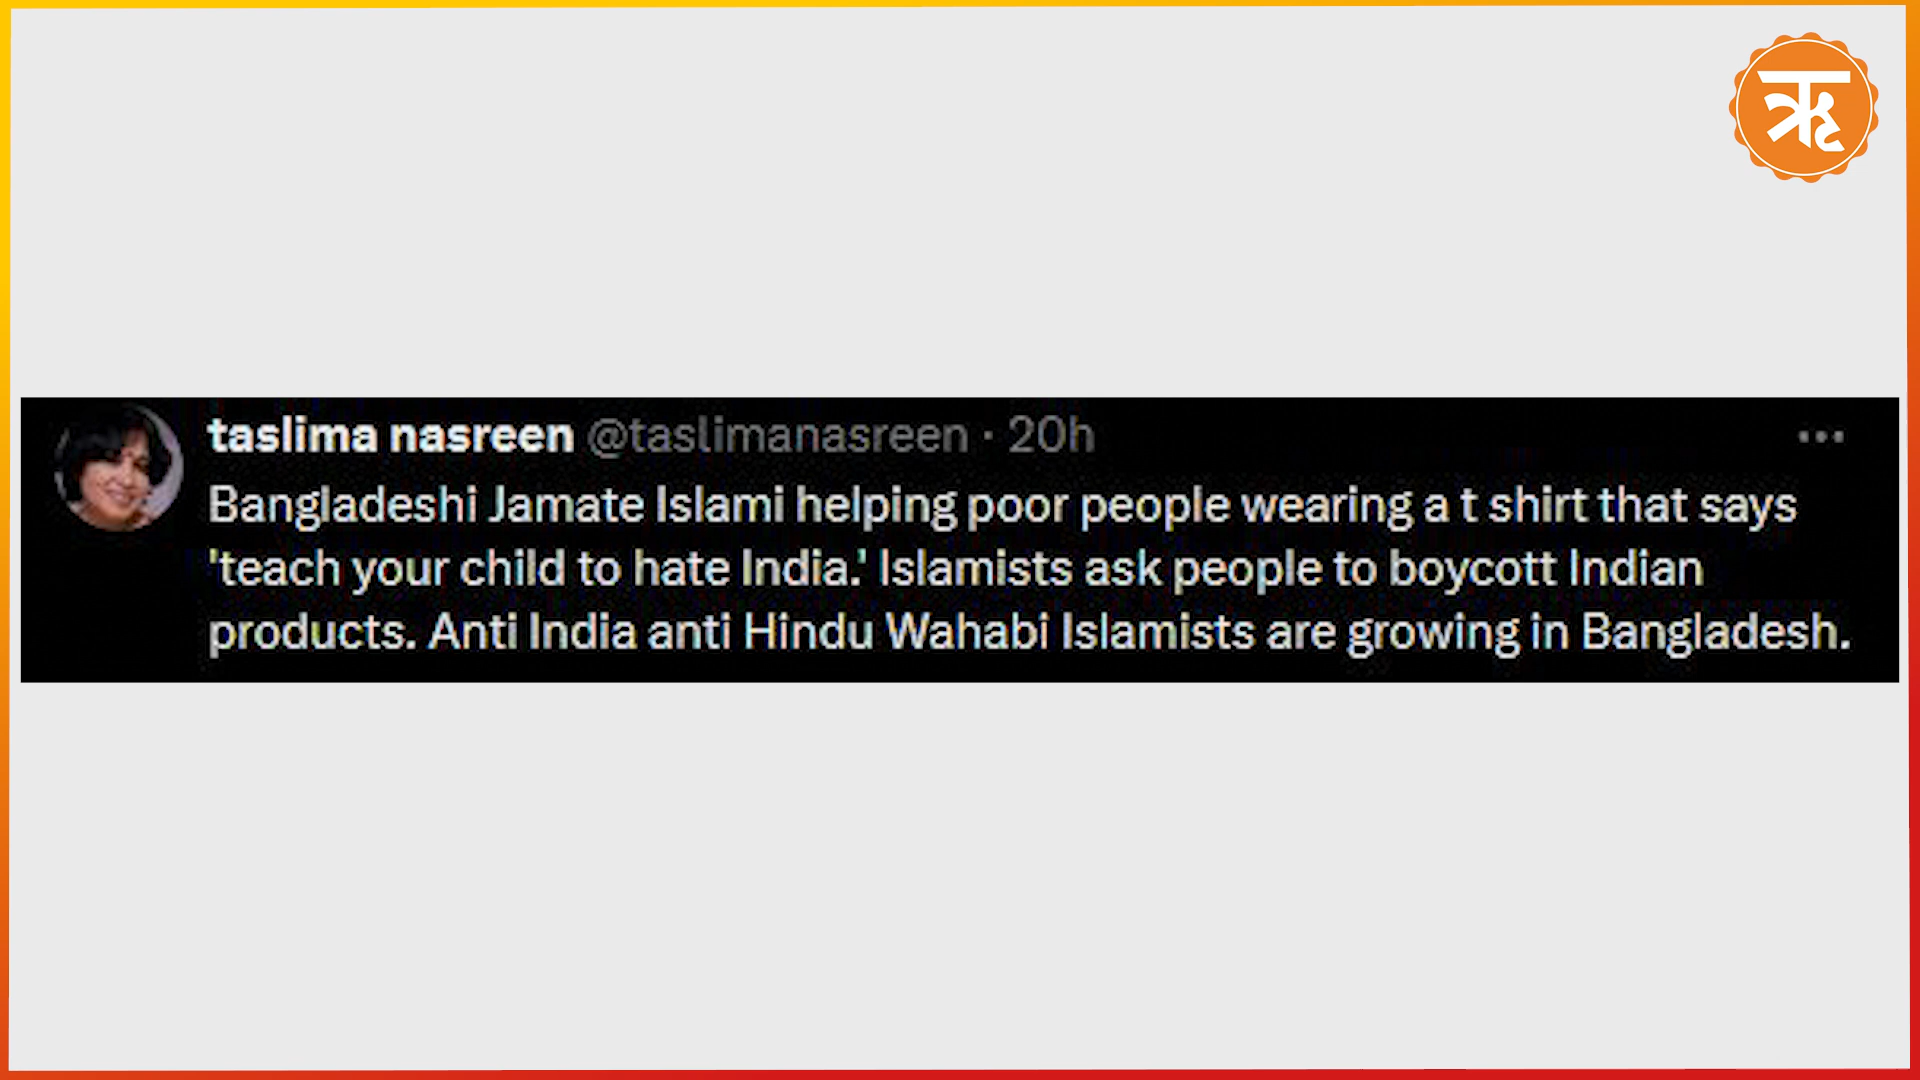 ऋ
taslima nasreen @taslimanasreen · 20h
Bangladeshi Jamate Islami helping poor people wearing a t shirt that says
'teach your child to hate India.' Islamists ask people to boycott Indian
products. Anti India anti Hindu Wahabi Islamists are growing in Bangladesh.